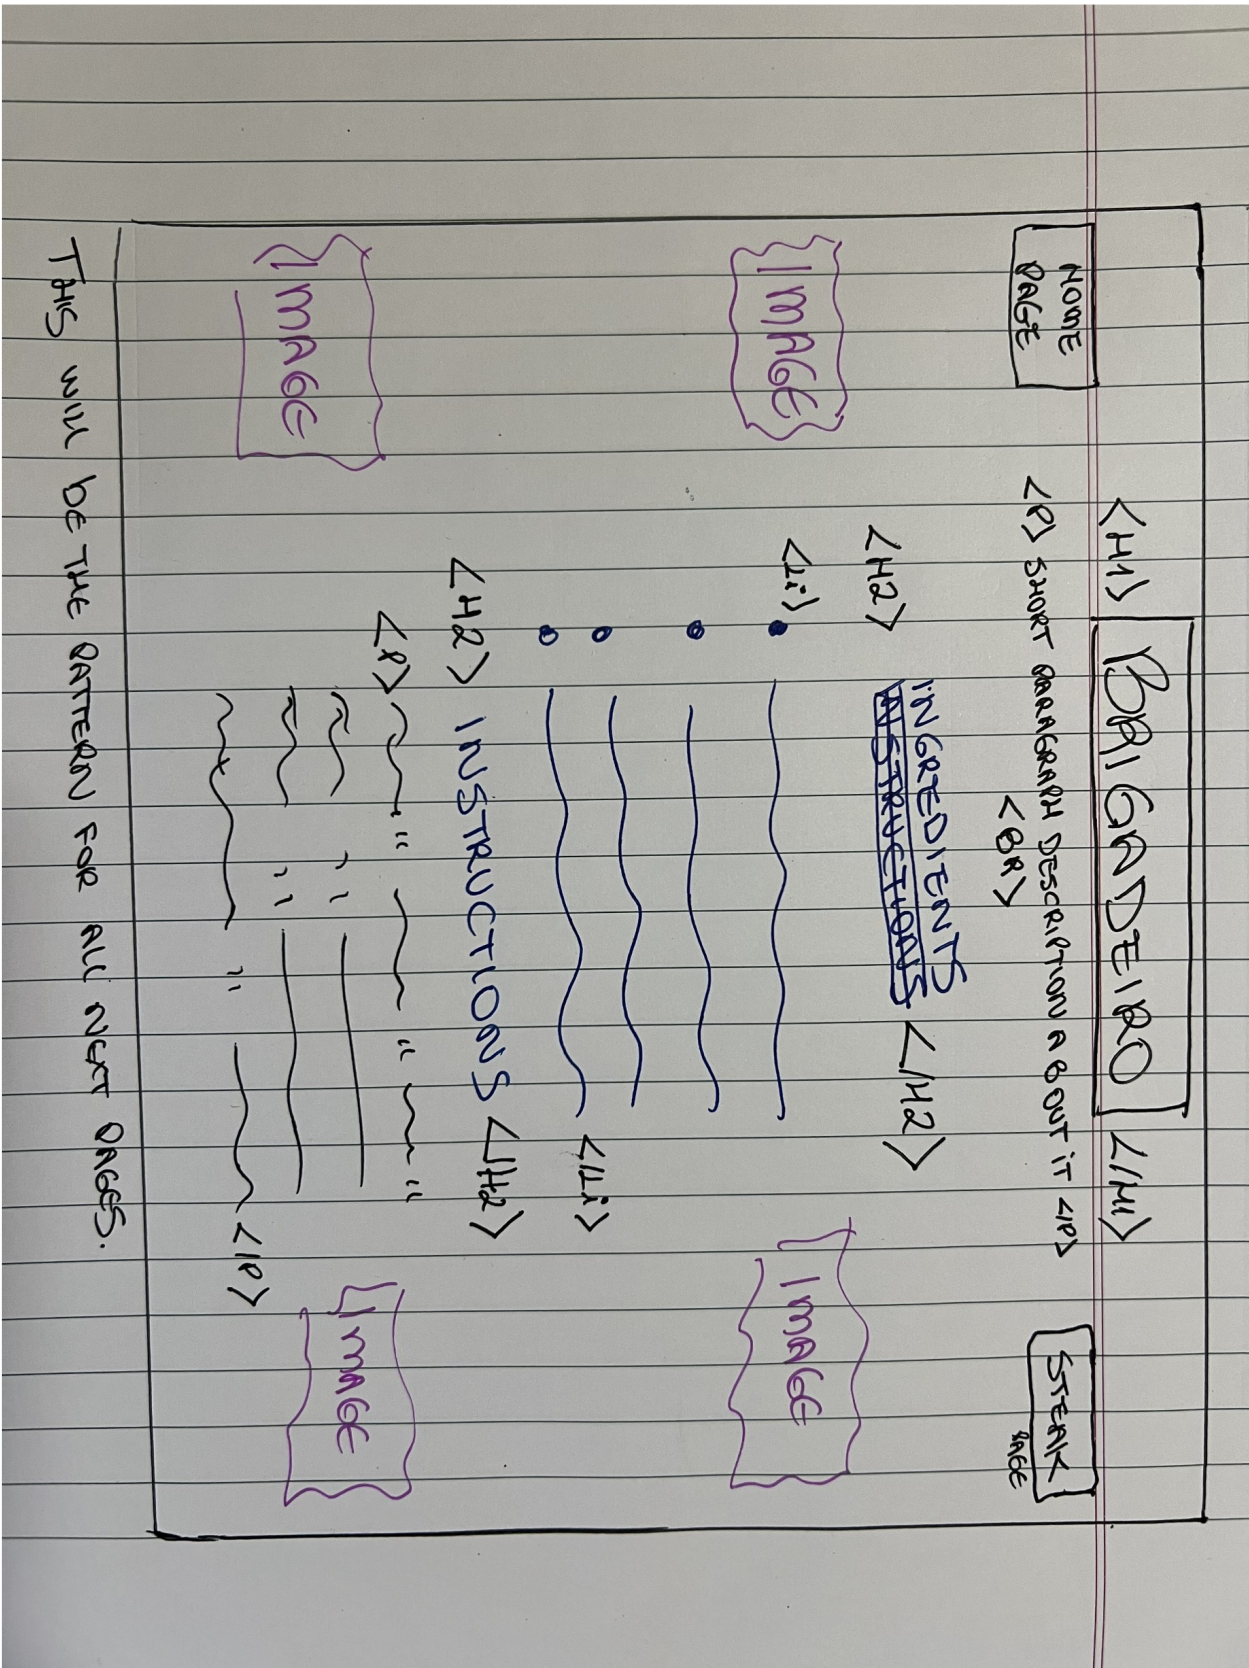 <H1> BRIGADEIRO </H1>
HOME
PAGE
<P> SHORT PARAGRAPH DESCRIPTION ABOUT iT </P>
STEAK
PAGE
<BR>
INGREDIENTS
<H2> INSTRUCTIONS </H2>
IMAGE
<Li>
IMAGE
</Li>
<H2> INSTRUCTIONS </H2>
<P>
IMAGE
IMAGE
</P>
THIS WILL bE THE PATTERN FOR ALL NEXT PAGES.